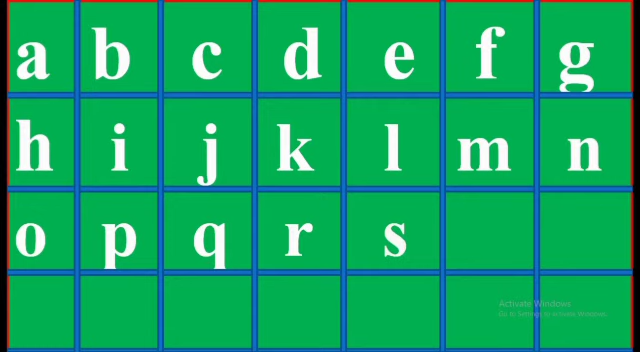 a b c d e f g
h i j k l m n
o p q r s
Activate Windows
Go to Settings to activate Windows.